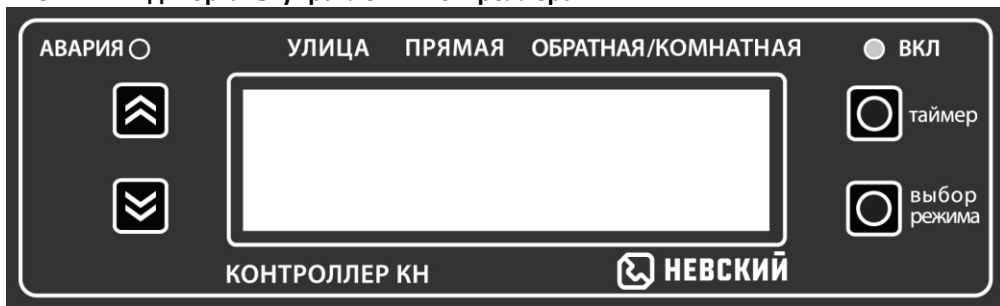 АВАРИЯ УЛИЦА ПРЯМАЯ ОБРАТНАЯ/КОМНАТНАЯ ВКЛ
таймер
выбор
режима
КОНТРОЛЛЕР КН НЕВСКИЙ